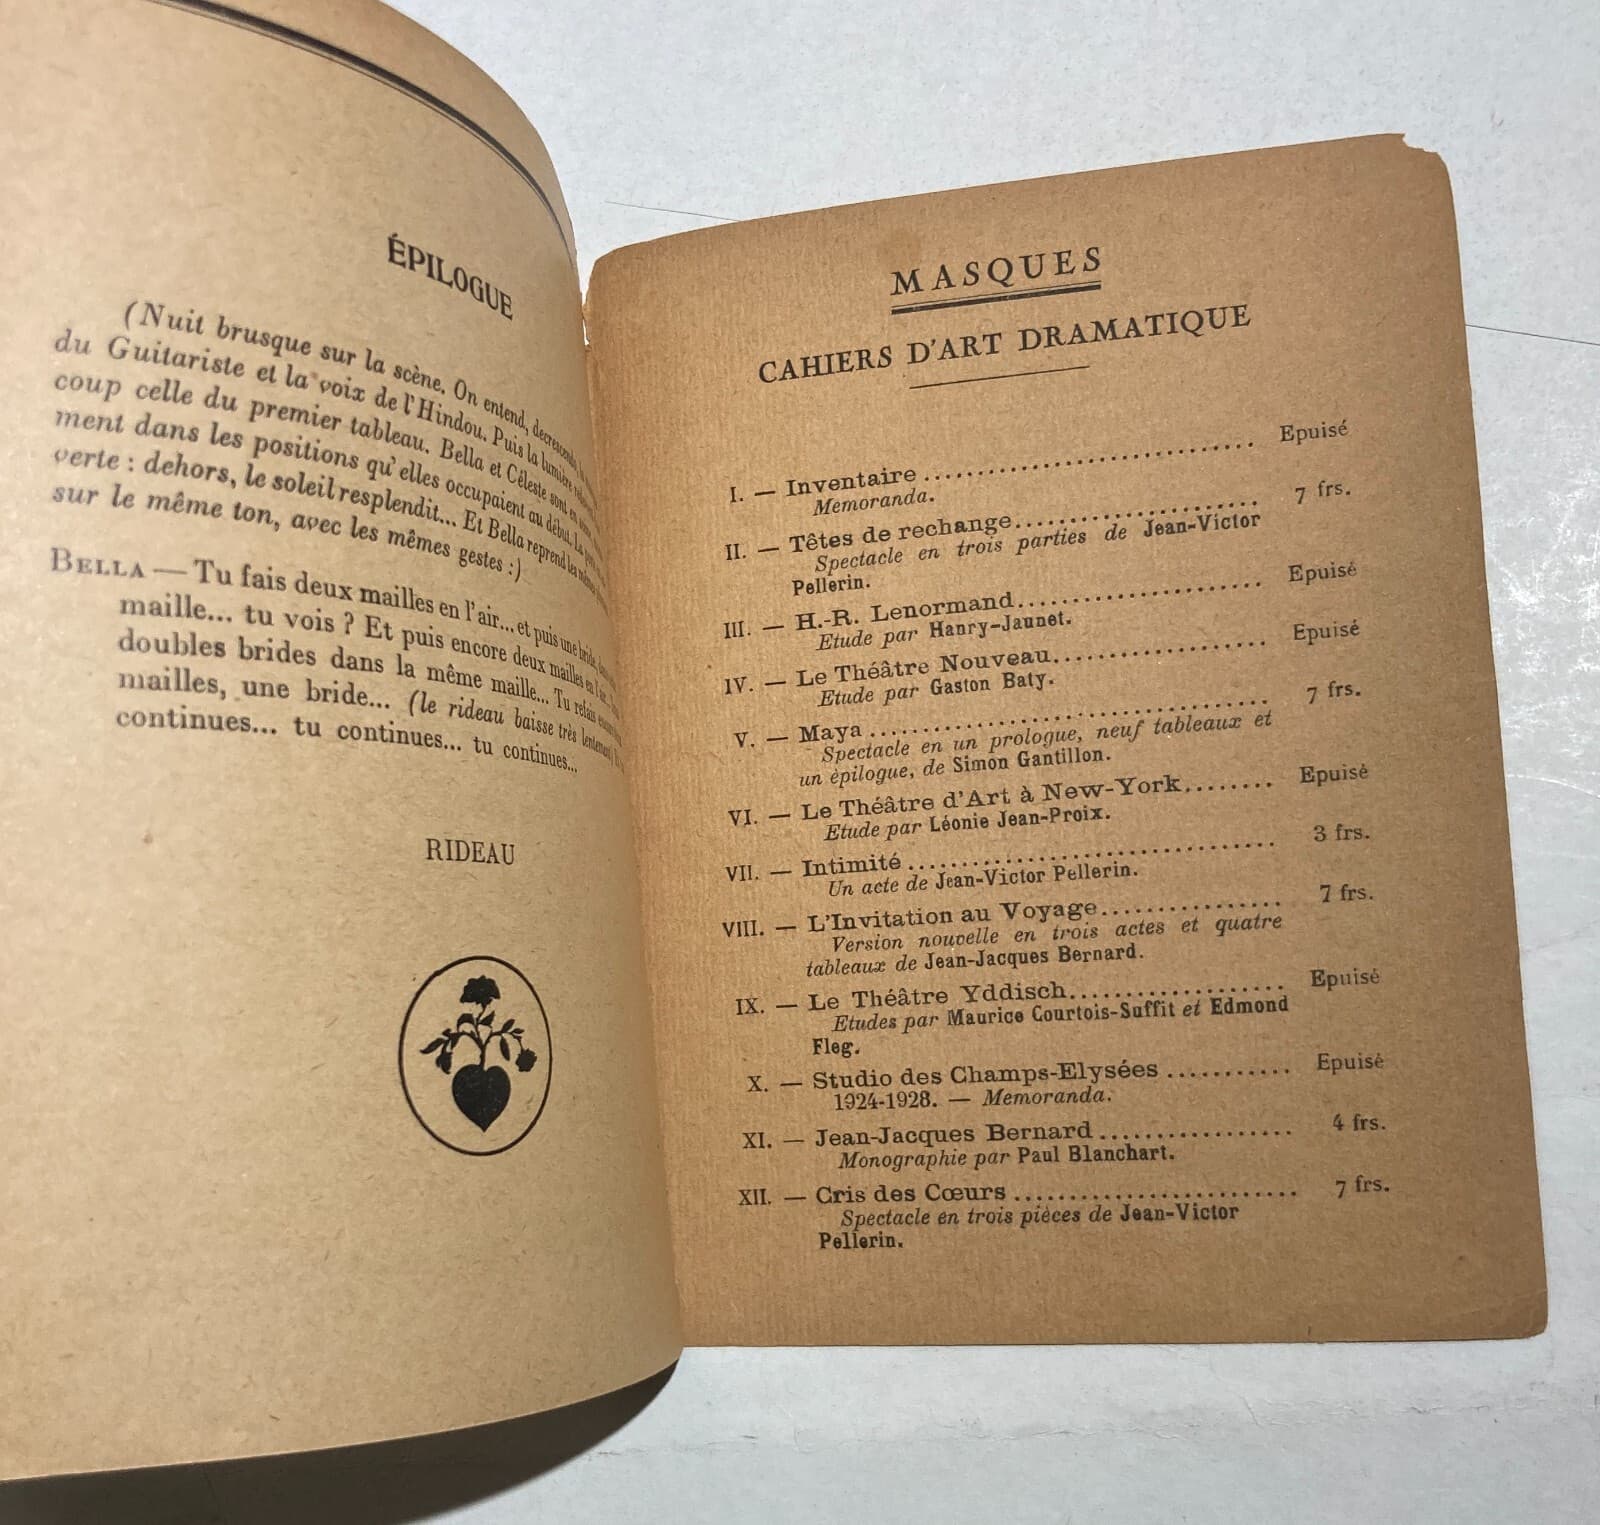 ÉPILOGUE
(Nuit brusque sur la scène. On entend, decrescendo,
du Guitariste et la voix de l'Hindou. Puis la lumière
coup celle du premier tableau. Bella et Céleste sont
ment dans les positions qu'elles occupaient au début. La
verte : dehors, le soleil resplendit... Et Bella reprend les mêmes
sur le même ton, avec les mêmes gestes :)
BELLA — Tu fais deux mailles en l'air... et puis une bride,
maille... tu vois ? Et puis encore deux mailles en l'air...
doubles brides dans la même maille... Tu refais
mailles, une bride... (le rideau baisse très lentement)
continues... tu continues... tu continues...
RIDEAU
MASQUES
CAHIERS D'ART DRAMATIQUE
I. — Inventaire .............................. Epuisé
Memoranda.
II. — Têtes de rechange...................... 7 frs.
Spectacle en trois parties de Jean-Victor
Pellerin.
III. — H.-R. Lenormand...................... Epuisé
Etude par Hanry-Jaunet.
IV. — Le Théâtre Nouveau................... Epuisé
Etude par Gaston Baty.
V. — Maya .................................... 7 frs.
Spectacle en un prologue, neuf tableaux et
un épilogue, de Simon Gantillon.
VI. — Le Théâtre d'Art à New-York........ Epuisé
Etude par Léonie Jean-Proix.
VII. — Intimité ................................. 3 frs.
Un acte de Jean-Victor Pellerin.
VIII. — L'Invitation au Voyage................ 7 frs.
Version nouvelle en trois actes et quatre
tableaux de Jean-Jacques Bernard.
IX. — Le Théâtre Yddisch................... Epuisé
Etudes par Maurice Courtois-Suffit et Edmond
Fleg.
X. — Studio des Champs-Elysées ........... Epuisé
1924-1928. — Memoranda.
XI. — Jean-Jacques Bernard................. 4 frs.
Monographie par Paul Blanchart.
XII. — Cris des Cœurs ......................... 7 frs.
Spectacle en trois pièces de Jean-Victor
Pellerin.